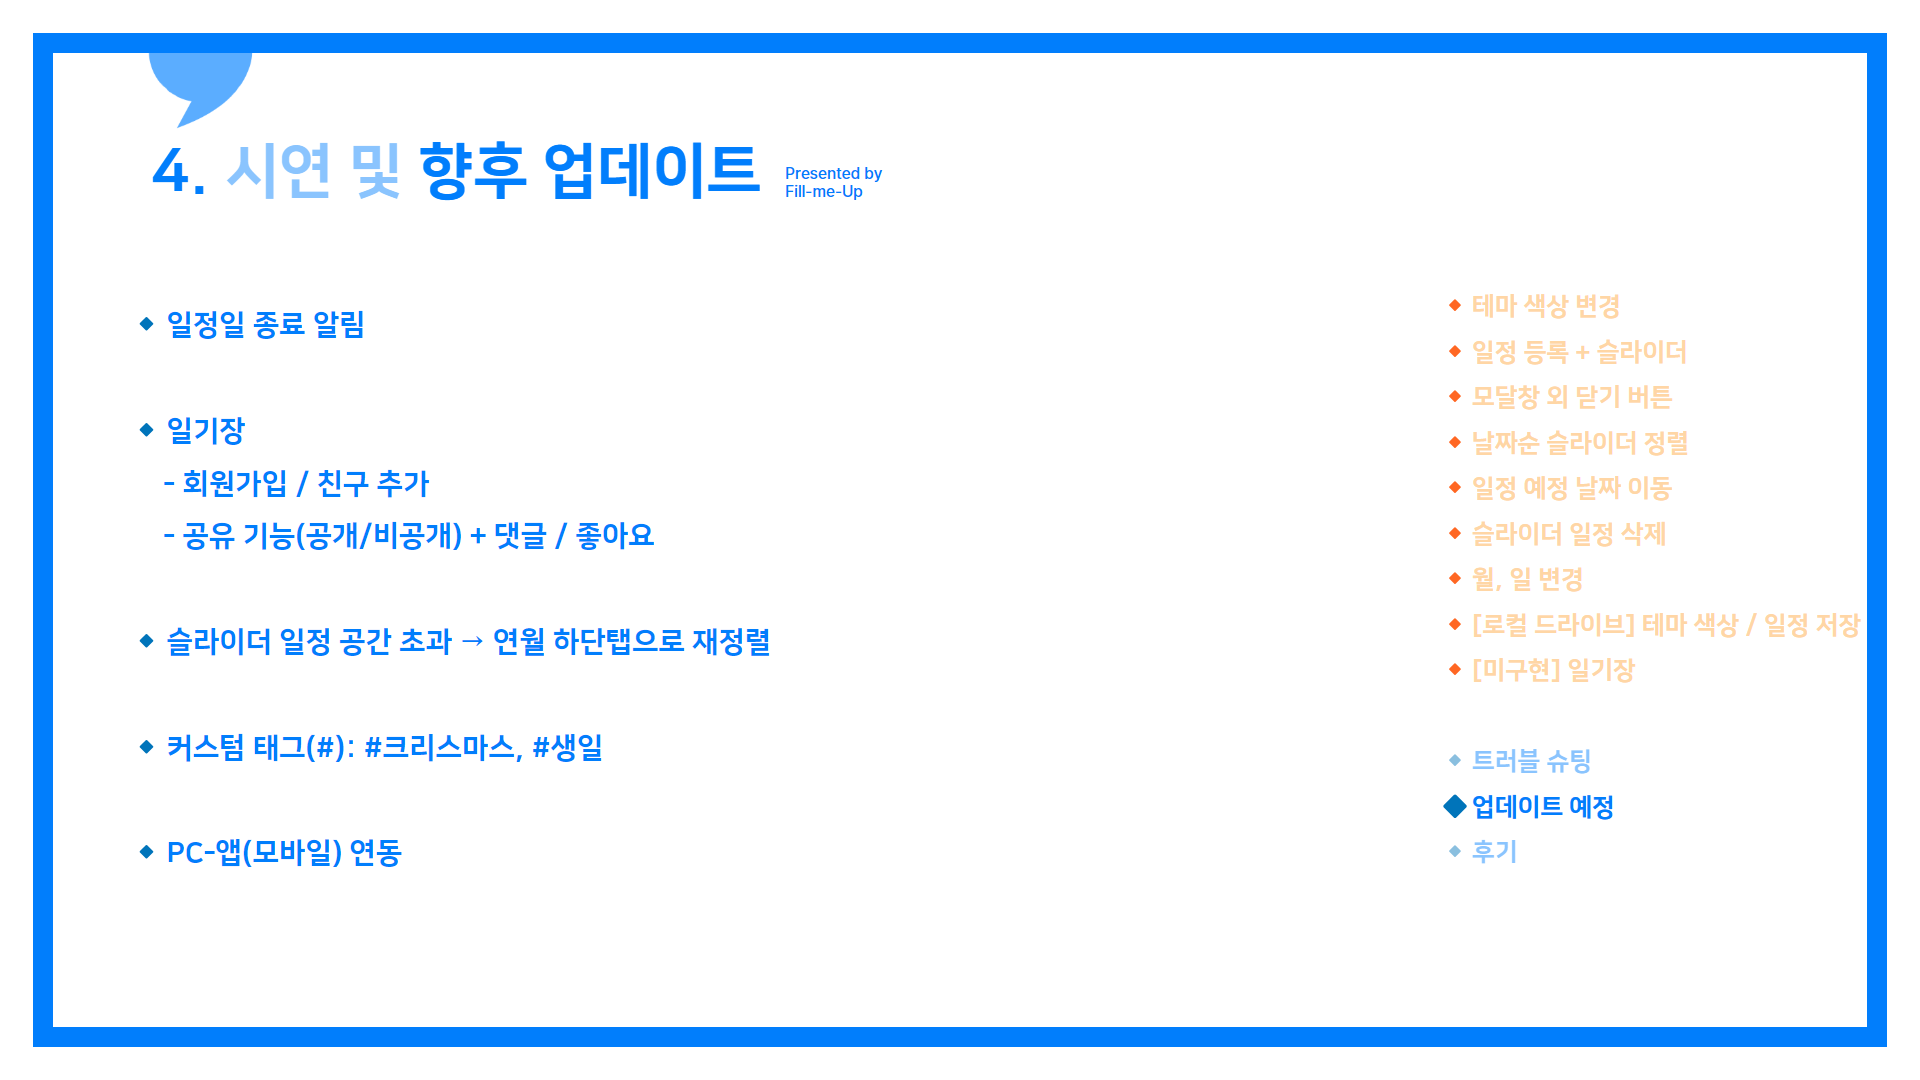 4. 시연 및 향후 업데이트
Presented by
Fill-me-Up
일정일 종료 알림
일기장
- 회원가입 / 친구 추가
- 공유 기능(공개/비공개) + 댓글 / 좋아요
슬라이더 일정 공간 초과 → 연월 하단탭으로 재정렬
커스텀 태그(#): #크리스마스, #생일
PC-앱(모바일) 연동
테마 색상 변경
일정 등록 + 슬라이더
모달창 외 닫기 버튼
날짜순 슬라이더 정렬
일정 예정 날짜 이동
슬라이더 일정 삭제
월, 일 변경
[로컬 드라이브] 테마 색상 / 일정 저장
[미구현] 일기장
트러블 슈팅
업데이트 예정
후기